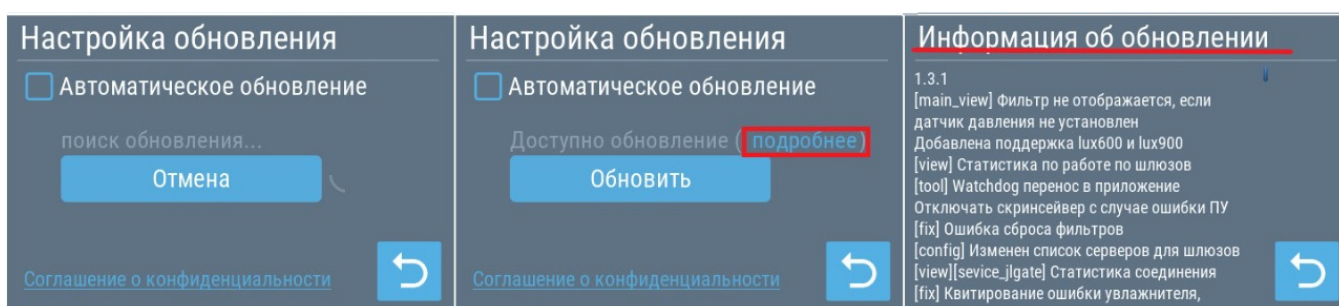 Настройка обновления
Автоматическое обновление
поиск обновления...
Отмена
Соглашение о конфиденциальности
Настройка обновления
Автоматическое обновление
Доступно обновление ( подробнее)
Обновить
Соглашение о конфиденциальности
Информация об обновлении
1.3.1
[main_view] Фильтр не отображается, если
датчик давления не установлен
Добавлена поддержка lux600 и lux900
[view] Статистика по работе по шлюзов
[tool] Watchdog перенос в приложение
Отключать скринсейвер с случае ошибки ПУ
[fix] Ошибка сброса фильтров
[config] Изменен список серверов для шлюзов
[view][sevice_jlgate] Статистика соединения
[fix] Квитирование ошибки увлажнителя,